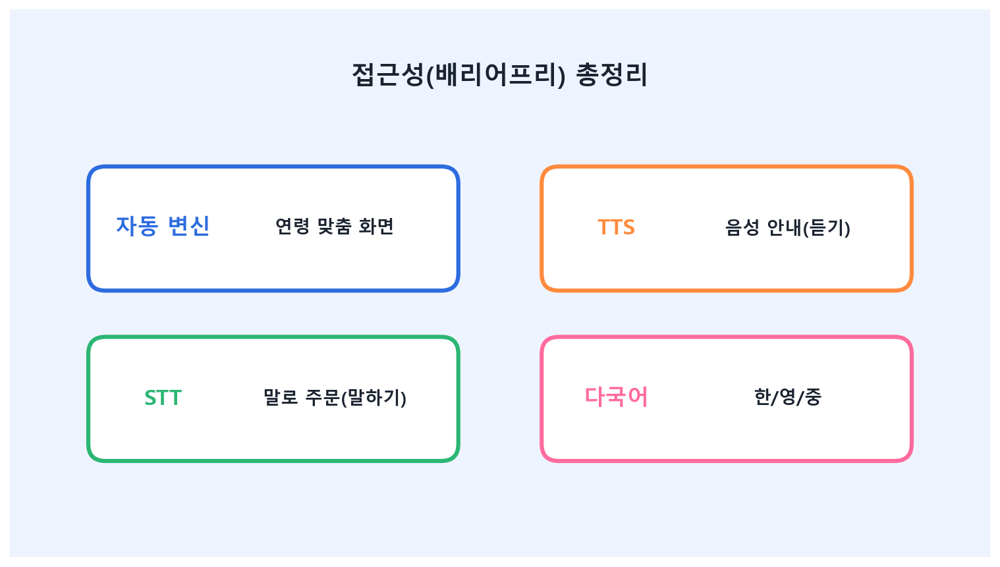 접근성(배리어프리) 총정리
자동 변신 연령 맞춤 화면
TTS 음성 안내(듣기)
STT 말로 주문(말하기)
다국어 한/영/중